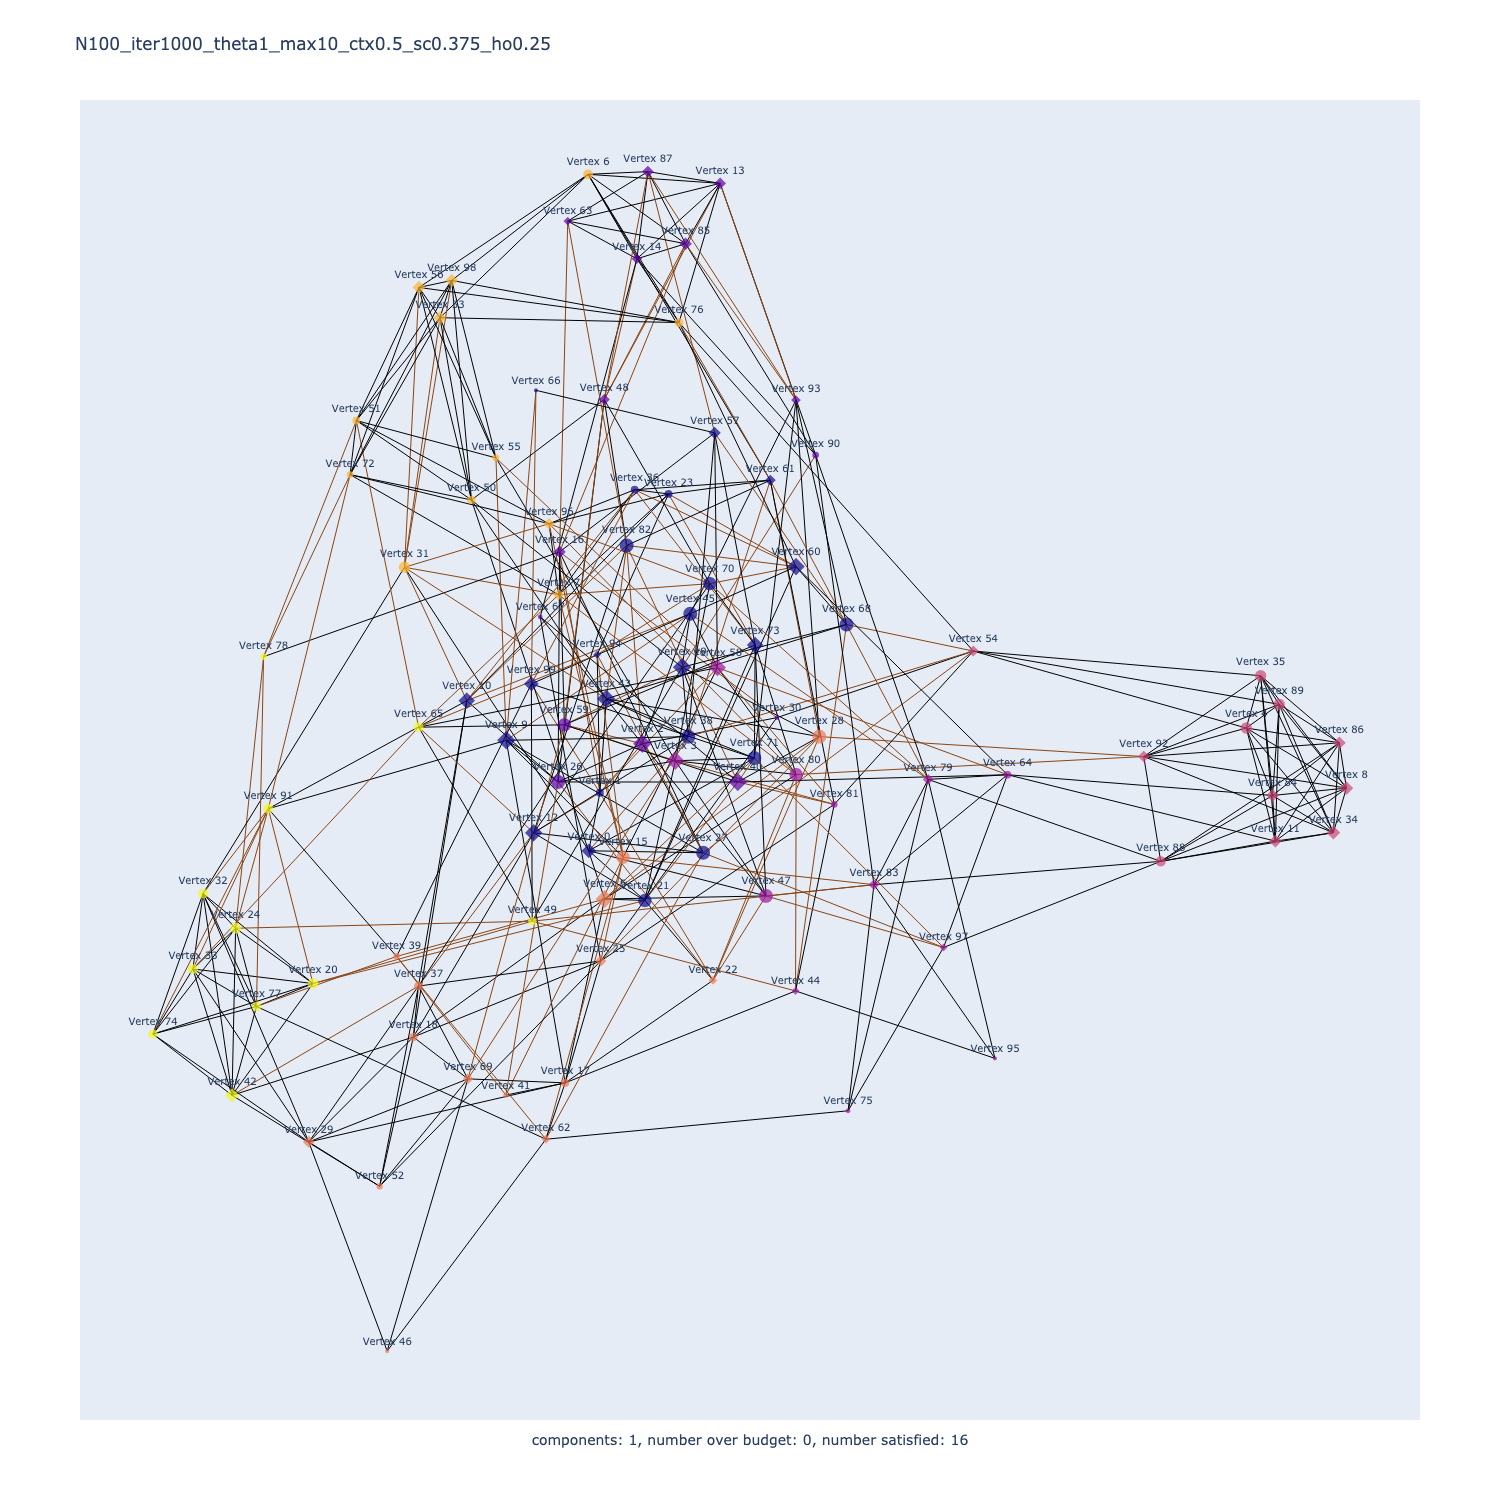 N100_iter1000_theta1_max10_ctx0.5_sc0.375_ho0.25
Vertex 6
Vertex 87
Vertex 13
Vertex 63
Vertex 85
Vertex 14
Vertex 98
Vertex 56
Vertex 76
Vertex 66
Vertex 48
Vertex 93
Vertex 51
Vertex 57
Vertex 90
Vertex 55
Vertex 72
Vertex 61
Vertex 36
Vertex 23
Vertex 50
Vertex 96
Vertex 82
Vertex 16
Vertex 60
Vertex 31
Vertex 70
Vertex 45
Vertex 68
Vertex 78
Vertex 73
Vertex 54
Vertex 94
Vertex 58
Vertex 35
Vertex 99
Vertex 10
Vertex 43
Vertex 89
Vertex 65
Vertex 59
Vertex 30
Vertex 28
Vertex 9
Vertex 2
Vertex 38
Vertex 86
Vertex 3
Vertex 71
Vertex 92
Vertex 26
Vertex 80
Vertex 79
Vertex 64
Vertex 8
Vertex 1
Vertex 84
Vertex 91
Vertex 81
Vertex 12
Vertex 0
Vertex 15
Vertex 27
Vertex 11
Vertex 34
Vertex 88
Vertex 32
Vertex 83
Vertex 21
Vertex 47
Vertex 24
Vertex 49
Vertex 39
Vertex 25
Vertex 97
Vertex 20
Vertex 37
Vertex 22
Vertex 44
Vertex 77
Vertex 74
Vertex 18
Vertex 95
Vertex 69
Vertex 17
Vertex 42
Vertex 41
Vertex 75
Vertex 29
Vertex 62
Vertex 52
Vertex 46
components: 1, number over budget: 0, number satisfied: 16